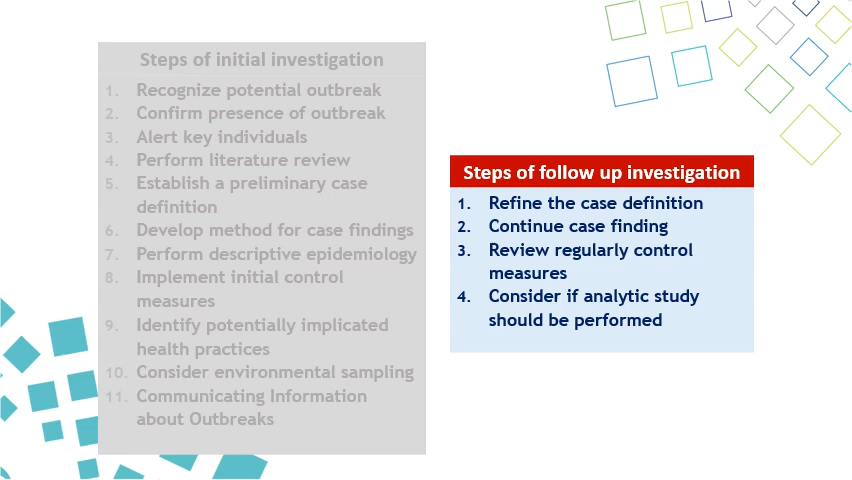 Steps of initial investigation
1. Recognize potential outbreak
2. Confirm presence of outbreak
3. Alert key individuals
4. Perform literature review
5. Establish a preliminary case
definition
6. Develop method for case findings
7. Perform descriptive epidemiology
8. Implement initial control
measures
9. Identify potentially implicated
health practices
10. Consider environmental sampling
11. Communicating Information
about Outbreaks
Steps of follow up investigation
1. Refine the case definition
2. Continue case finding
3. Review regularly control
measures
4. Consider if analytic study
should be performed